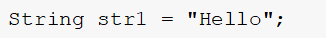 String str1 = "Hello";